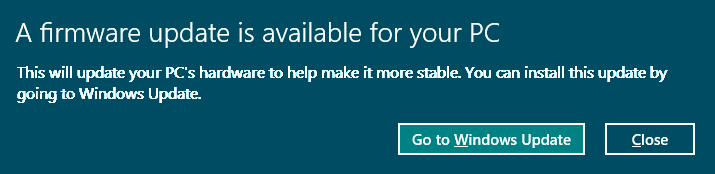 A firmware update is available for your PC
This will update your PC's hardware to help make it more stable. You can install this update by
going to Windows Update.
Go to Windows Update
Close